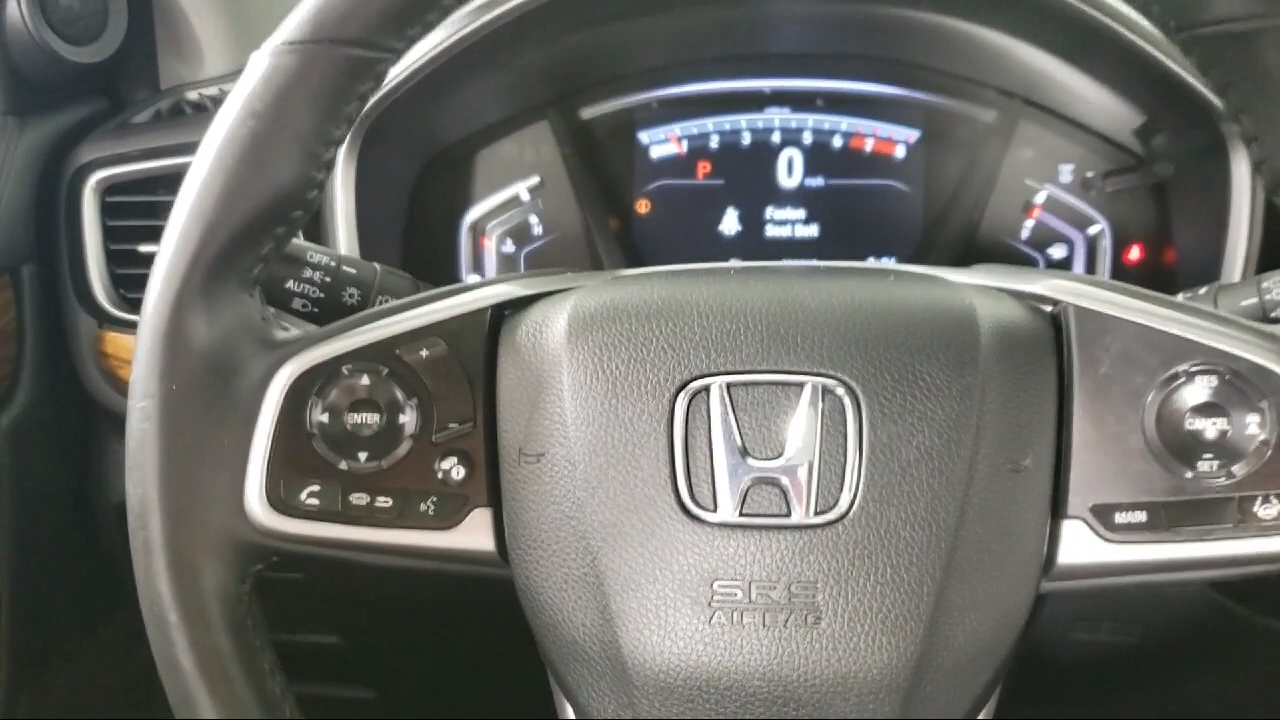 1 2 3 4 5 6 7 8
P 0 mph
Fasten
Seat Belt
H
OFF
AUTO
+
ENTER
-
RES
CANCEL
SET
MAIN
SRS
AIRBAG